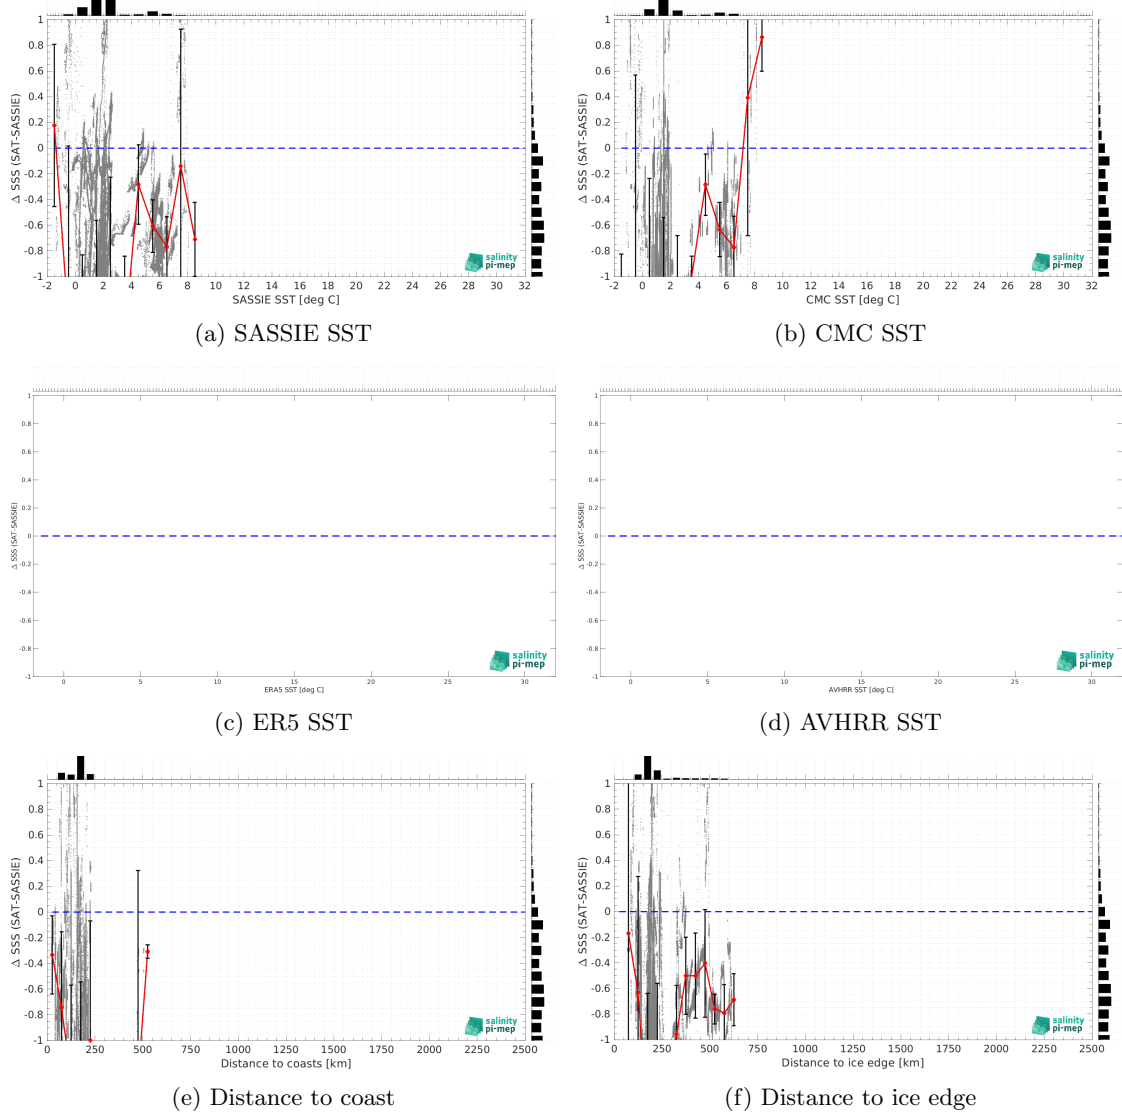 1
0.8
0.6
0.4
0.2
0
-0.2
-0.4
-0.6
-0.8
-1
Δ SSS (SAT-SASSIE)
salinity
pi-mep
-2 0 2 4 6 8 10 12 14 16 18 20 22 24 26 28 30 32
SASSIE SST [deg C]
(a) SASSIE SST
1
0.8
0.6
0.4
0.2
0
-0.2
-0.4
-0.6
-0.8
-1
Δ SSS (SAT-SASSIE)
salinity
pi-mep
-2 0 2 4 6 8 10 12 14 16 18 20 22 24 26 28 30 32
CMC SST [deg C]
(b) CMC SST
1
0.8
0.6
0.4
0.2
0
-0.2
-0.4
-0.6
-0.8
-1
Δ SSS (SAT-SASSIE)
salinity
pi-mep
0 5 10 15 20 25 30
ERA5 SST [deg C]
(c) ER5 SST
1
0.8
0.6
0.4
0.2
0
-0.2
-0.4
-0.6
-0.8
-1
Δ SSS (SAT-SASSIE)
salinity
pi-mep
0 5 10 15 20 25 30
AVHRR SST [deg C]
(d) AVHRR SST
1
0.8
0.6
0.4
0.2
0
-0.2
-0.4
-0.6
-0.8
-1
Δ SSS (SAT-SASSIE)
salinity
pi-mep
0 250 500 750 1000 1250 1500 1750 2000 2250 2500
Distance to coasts [km]
(e) Distance to coast
1
0.8
0.6
0.4
0.2
0
-0.2
-0.4
-0.6
-0.8
-1
Δ SSS (SAT-SASSIE)
salinity
pi-mep
0 250 500 750 1000 1250 1500 1750 2000 2250 2500
Distance to ice edge [km]
(f) Distance to ice edge